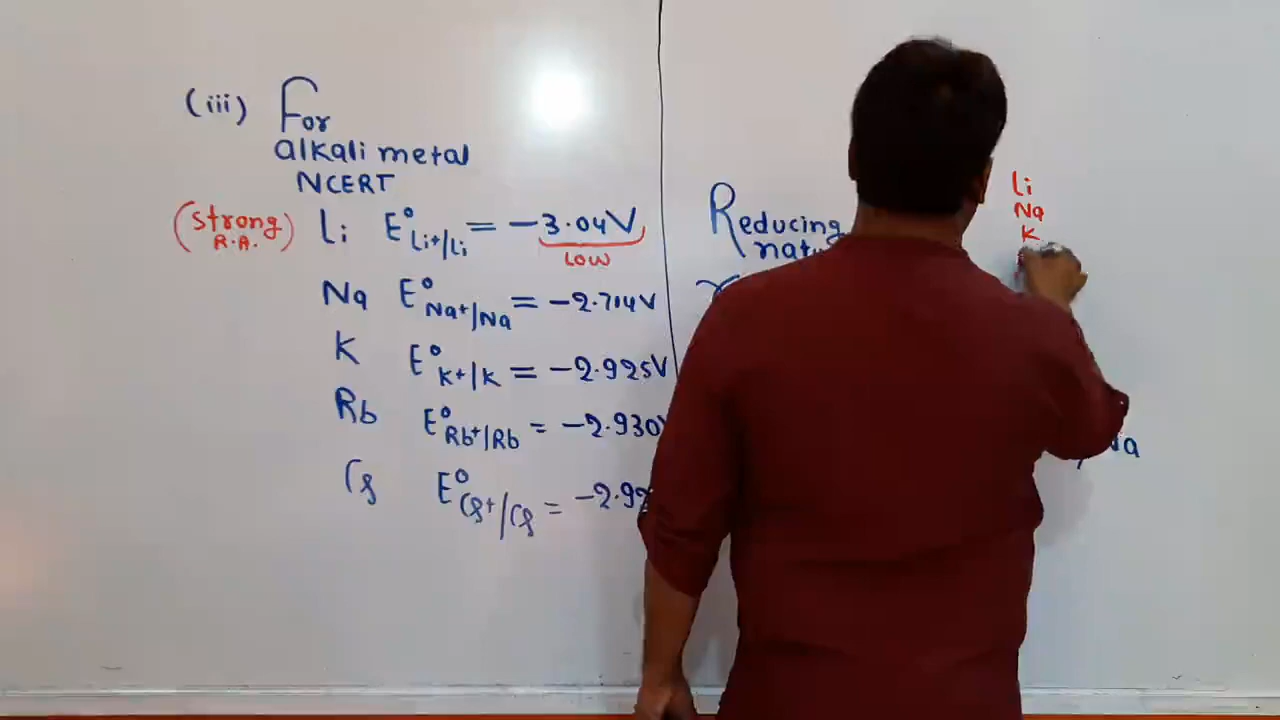 (iii) For
alkali metal
NCERT
(strong R.A.) Li E°Li+/Li = -3.04V
LOW
Na E°Na+/Na = -2.714V
K E°K+/K = -2.925V
Rb E°Rb+/Rb = -2.930
Cs E°Cs+/Cs =
Reducing
Li
Na
K